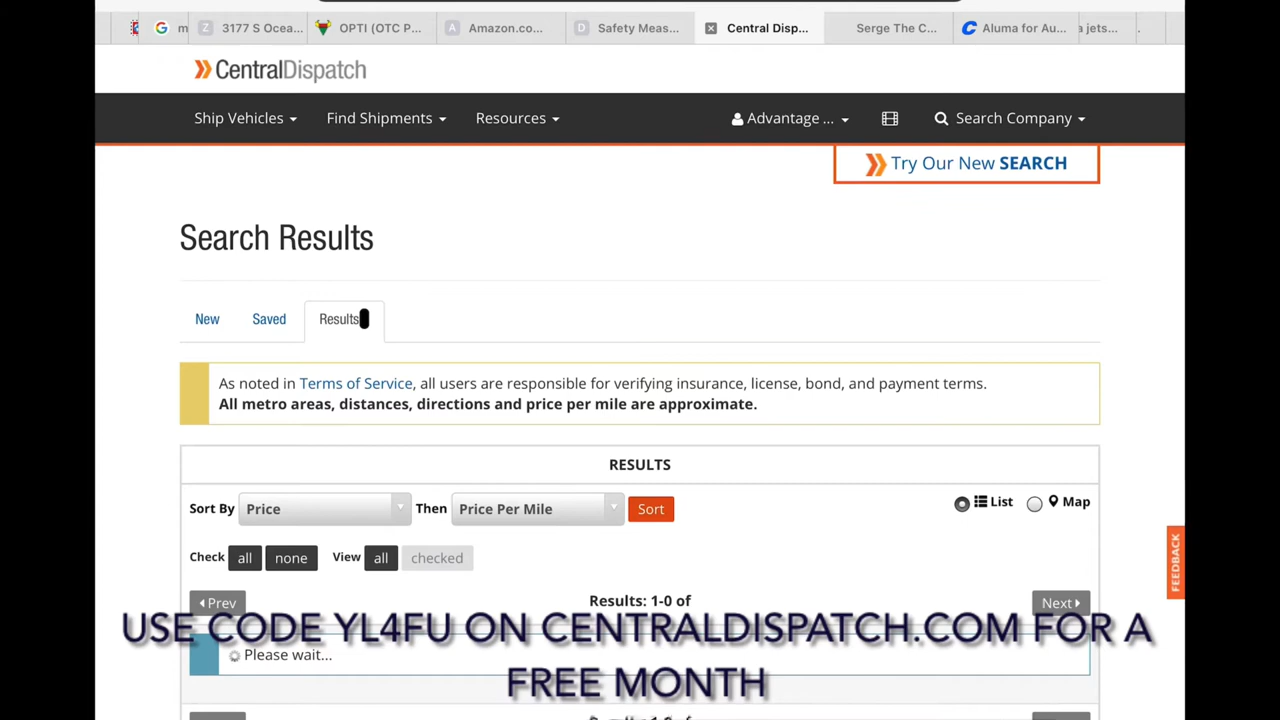 m
3177 S Ocea...
OPTI (OTC P...
A
Amazon.co...
D
Safety Meas...
Central Disp...
Serge The C...
Aluma for Au...
a jets...
CentralDispatch
Ship Vehicles
Find Shipments
Resources
Advantage ...
Search Company
Try Our New SEARCH
Search Results
New
Saved
Results
As noted in Terms of Service, all users are responsible for verifying insurance, license, bond, and payment terms.
All metro areas, distances, directions and price per mile are approximate.
RESULTS
Sort By
Price
Then
Price Per Mile
Sort
List
Map
Check
all
none
View
all
checked
FEEDBACK
Prev
Results: 1-0 of
Next
USE CODE YL4FU ON CENTRALDISPATCH.COM FOR A
Please wait...
FREE MONTH